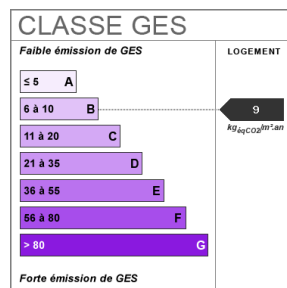 CLASSE GES
Faible émission de GES
LOGEMENT
≤ 5 A
6 à 10 B
9
kgéqCO2/m².an
11 à 20 C
21 à 35 D
36 à 55 E
56 à 80 F
> 80 G
Forte émission de GES